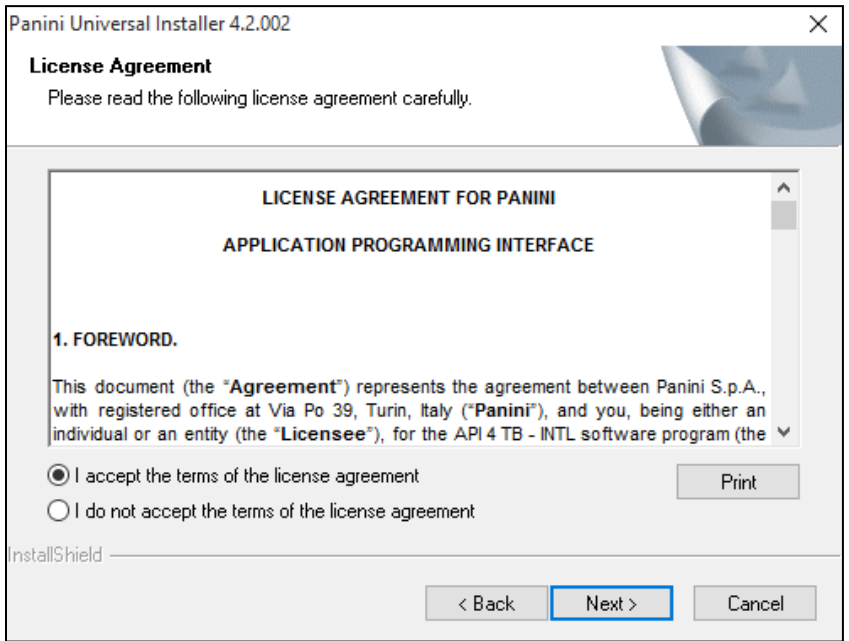 Panini Universal Installer 4.2.002
License Agreement
Please read the following license agreement carefully.
LICENSE AGREEMENT FOR PANINI
APPLICATION PROGRAMMING INTERFACE
1. FOREWORD.
This document (the “Agreement”) represents the agreement between Panini S.p.A.,
with registered office at Via Po 39, Turin, Italy (“Panini”), and you, being either an
individual or an entity (the “Licensee”), for the API 4 TB - INTL software program (the
I accept the terms of the license agreement
Print
I do not accept the terms of the license agreement
InstallShield
< Back
Next >
Cancel